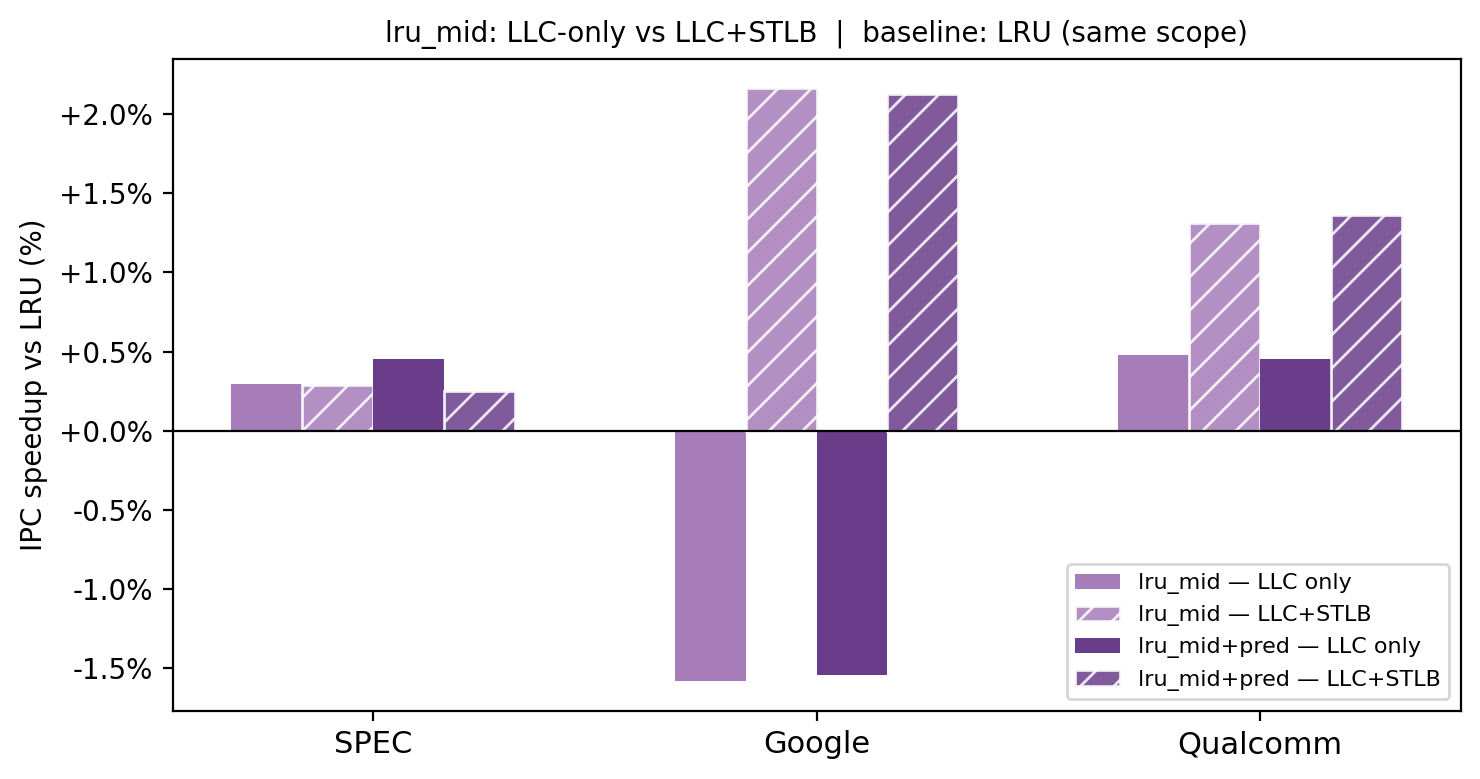 lru_mid: LLC-only vs LLC+STLB  |  baseline: LRU (same scope)
IPC speedup vs LRU (%)
+2.0%
+1.5%
+1.0%
+0.5%
+0.0%
-0.5%
-1.0%
-1.5%
lru_mid — LLC only
lru_mid — LLC+STLB
lru_mid+pred — LLC only
lru_mid+pred — LLC+STLB
SPEC
Google
Qualcomm